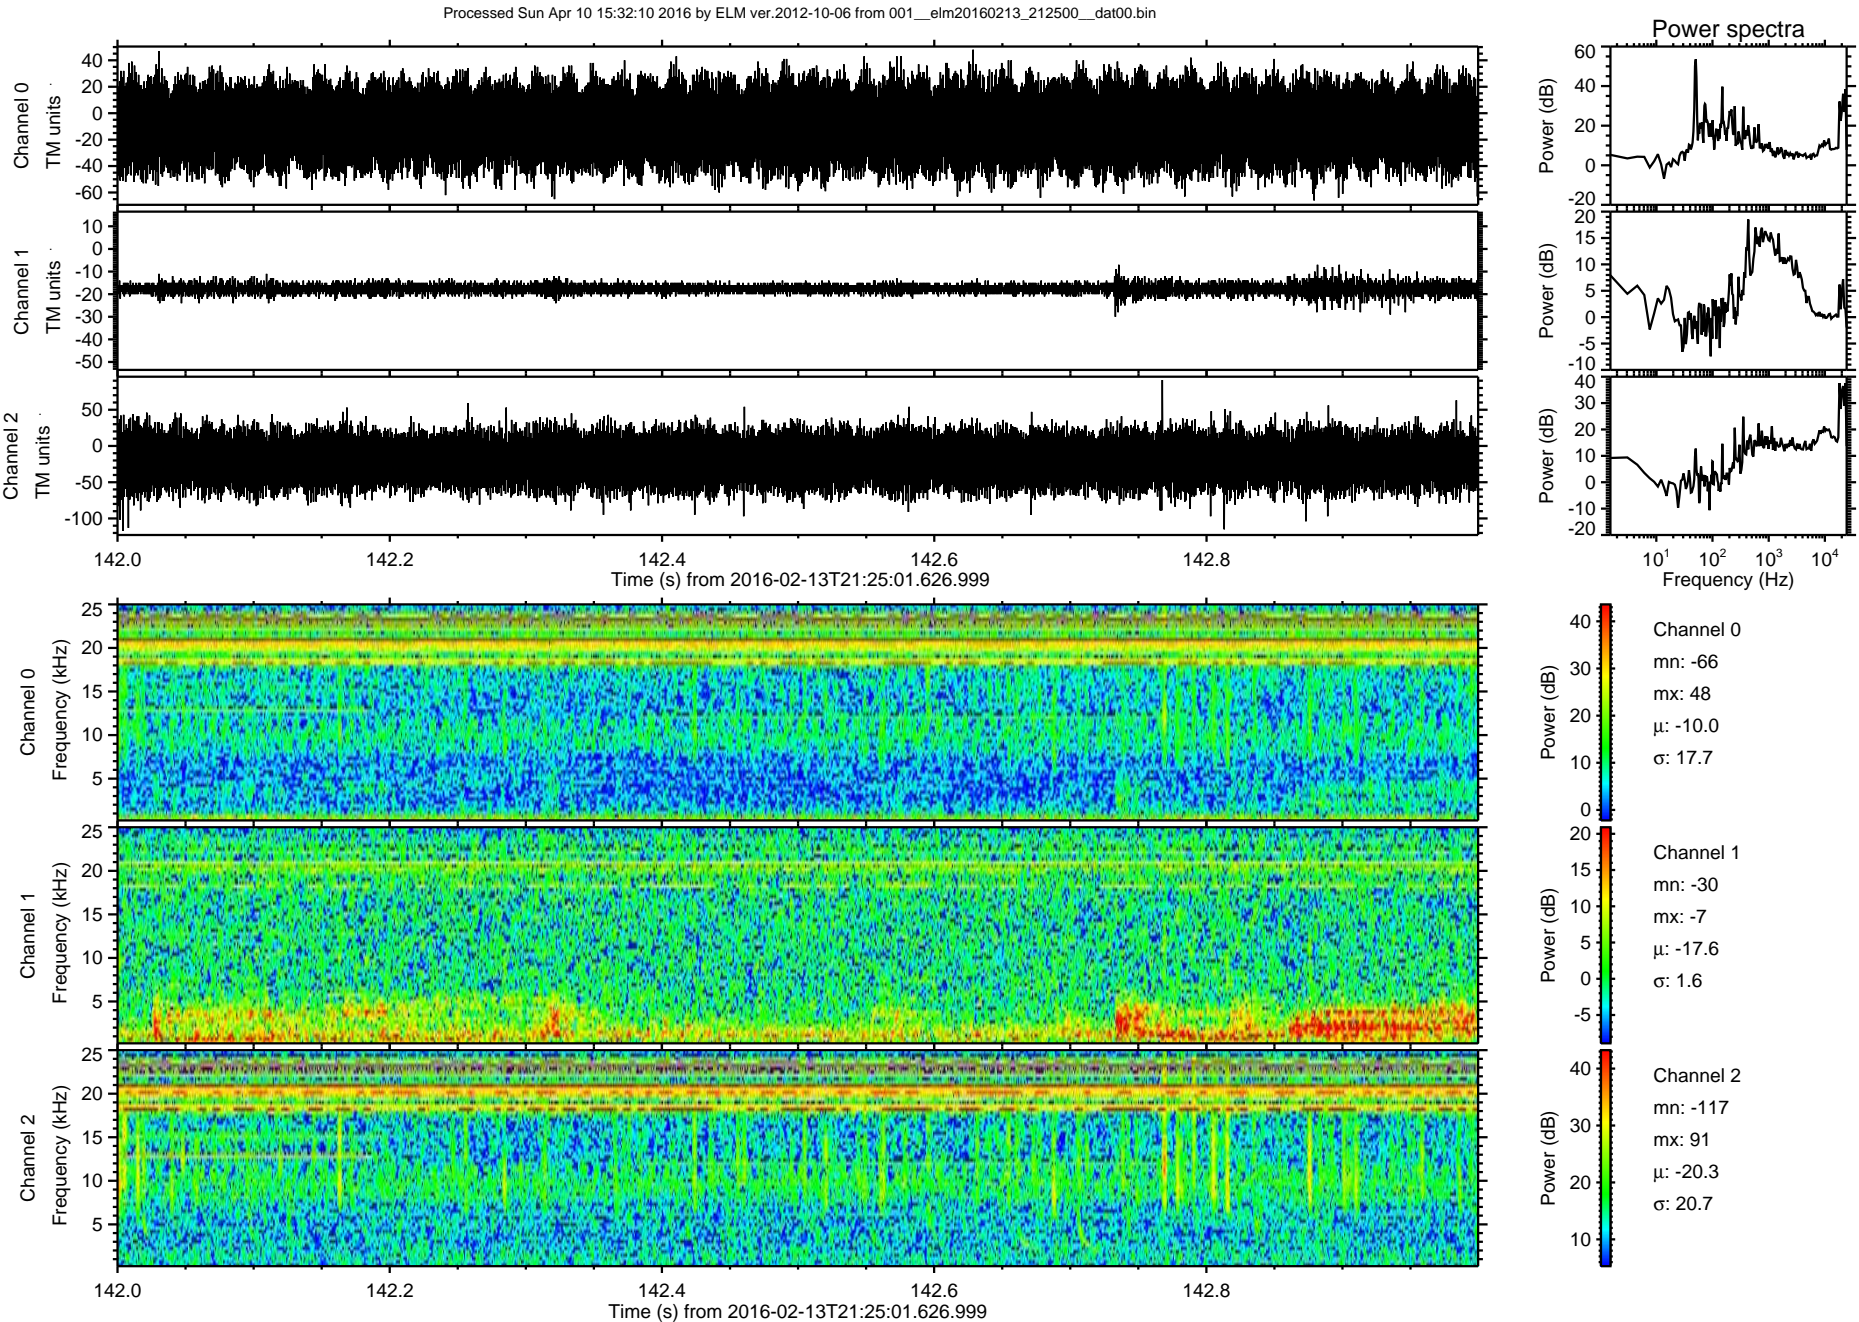 Processed Sun Apr 10 15:32:10 2016 by ELM ver.2012-10-06 from 001__elm20160213_212500__dat00.bin
Power spectra
Channel 0
TM units
40
20
0
-20
-40
-60
Power (dB)
60
40
20
0
-20
Channel 1
TM units
10
0
-10
-20
-30
-40
-50
Power (dB)
20
15
10
5
0
-5
-10
Channel 2
TM units
50
0
-50
-100
Power (dB)
40
30
20
10
0
-10
-20
142.0 142.2 142.4 142.6 142.8
Time (s) from 2016-02-13T21:25:01.626.999
10¹ 10² 10³ 10⁴
Frequency (Hz)
Channel 0
Frequency (kHz)
25
20
15
10
5
Power (dB)
40
30
20
10
0
Channel 0
mn: -66
mx: 48
μ: -10.0
σ: 17.7
Channel 1
Frequency (kHz)
25
20
15
10
5
Power (dB)
20
15
10
5
0
-5
Channel 1
mn: -30
mx: -7
μ: -17.6
σ: 1.6
Channel 2
Frequency (kHz)
25
20
15
10
5
Power (dB)
40
30
20
10
Channel 2
mn: -117
mx: 91
μ: -20.3
σ: 20.7
142.0 142.2 142.4 142.6 142.8
Time (s) from 2016-02-13T21:25:01.626.999